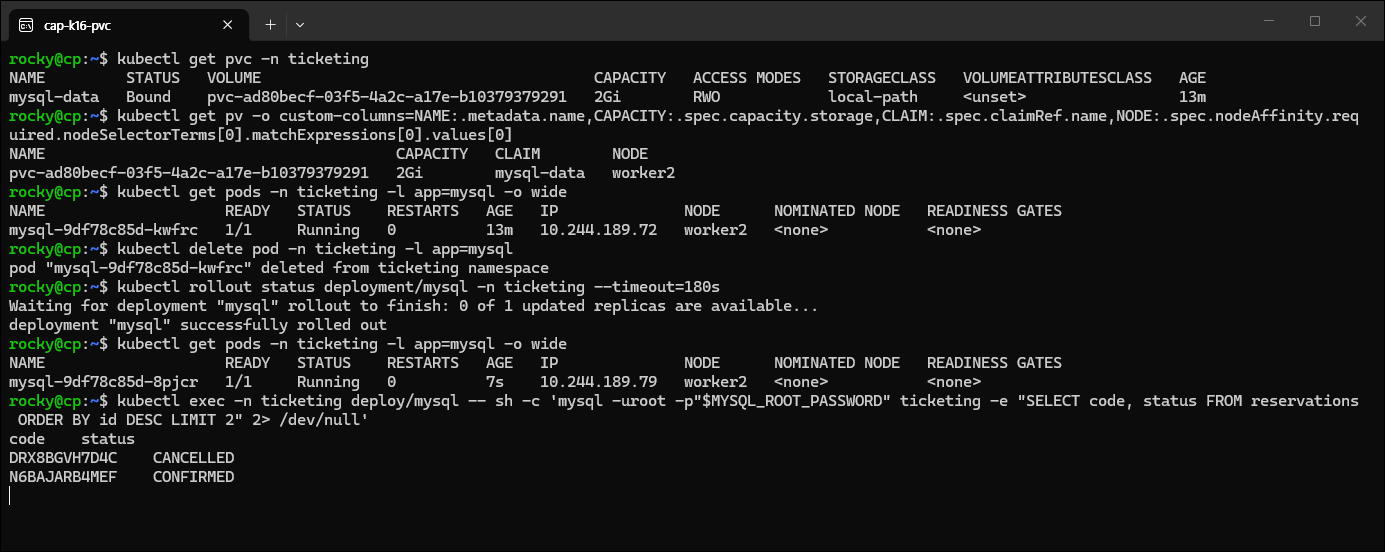 cap-k16-pvc
rocky@cp:~$ kubectl get pvc -n ticketing
NAME         STATUS   VOLUME                                     CAPACITY   ACCESS MODES   STORAGECLASS   VOLUMEATTRIBUTESCLASS   AGE
mysql-data   Bound    pvc-ad80becf-03f5-4a2c-a17e-b10379379291   2Gi        RWO            local-path     <unset>                 13m
rocky@cp:~$ kubectl get pv -o custom-columns=NAME:.metadata.name,CAPACITY:.spec.capacity.storage,CLAIM:.spec.claimRef.name,NODE:.spec.nodeAffinity.req
uired.nodeSelectorTerms[0].matchExpressions[0].values[0]
NAME                                       CAPACITY   CLAIM        NODE
pvc-ad80becf-03f5-4a2c-a17e-b10379379291   2Gi        mysql-data   worker2
rocky@cp:~$ kubectl get pods -n ticketing -l app=mysql -o wide
NAME                    READY   STATUS    RESTARTS   AGE   IP              NODE      NOMINATED NODE   READINESS GATES
mysql-9df78c85d-kwfrc   1/1     Running   0          13m   10.244.189.72   worker2   <none>           <none>
rocky@cp:~$ kubectl delete pod -n ticketing -l app=mysql
pod "mysql-9df78c85d-kwfrc" deleted from ticketing namespace
rocky@cp:~$ kubectl rollout status deployment/mysql -n ticketing --timeout=180s
Waiting for deployment "mysql" rollout to finish: 0 of 1 updated replicas are available...
deployment "mysql" successfully rolled out
rocky@cp:~$ kubectl get pods -n ticketing -l app=mysql -o wide
NAME                    READY   STATUS    RESTARTS   AGE   IP              NODE      NOMINATED NODE   READINESS GATES
mysql-9df78c85d-8pjcr   1/1     Running   0          7s    10.244.189.79   worker2   <none>           <none>
rocky@cp:~$ kubectl exec -n ticketing deploy/mysql -- sh -c 'mysql -uroot -p"$MYSQL_ROOT_PASSWORD" ticketing -e "SELECT code, status FROM reservations
 ORDER BY id DESC LIMIT 2" 2> /dev/null'
code    status
DRX8BGVH7D4C    CANCELLED
N6BAJARB4MEF    CONFIRMED